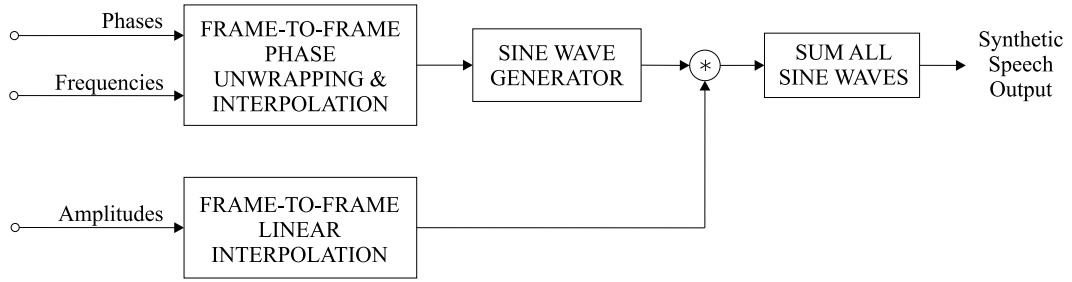 Phases
Frequencies
FRAME-TO-FRAME
PHASE
UNWRAPPING &
INTERPOLATION
SINE WAVE
GENERATOR
*
SUM ALL
SINE WAVES
Synthetic
Speech
Output
Amplitudes
FRAME-TO-FRAME
LINEAR
INTERPOLATION